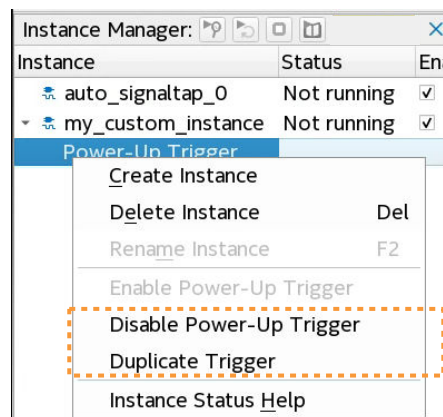 Instance Manager:
Instance Status Ena
auto_signaltap_0 Not running
my_custom_instance Not running
Power-Up Trigger
Create Instance
Delete Instance Del
Rename Instance F2
Enable Power-Up Trigger
Disable Power-Up Trigger
Duplicate Trigger
Instance Status Help